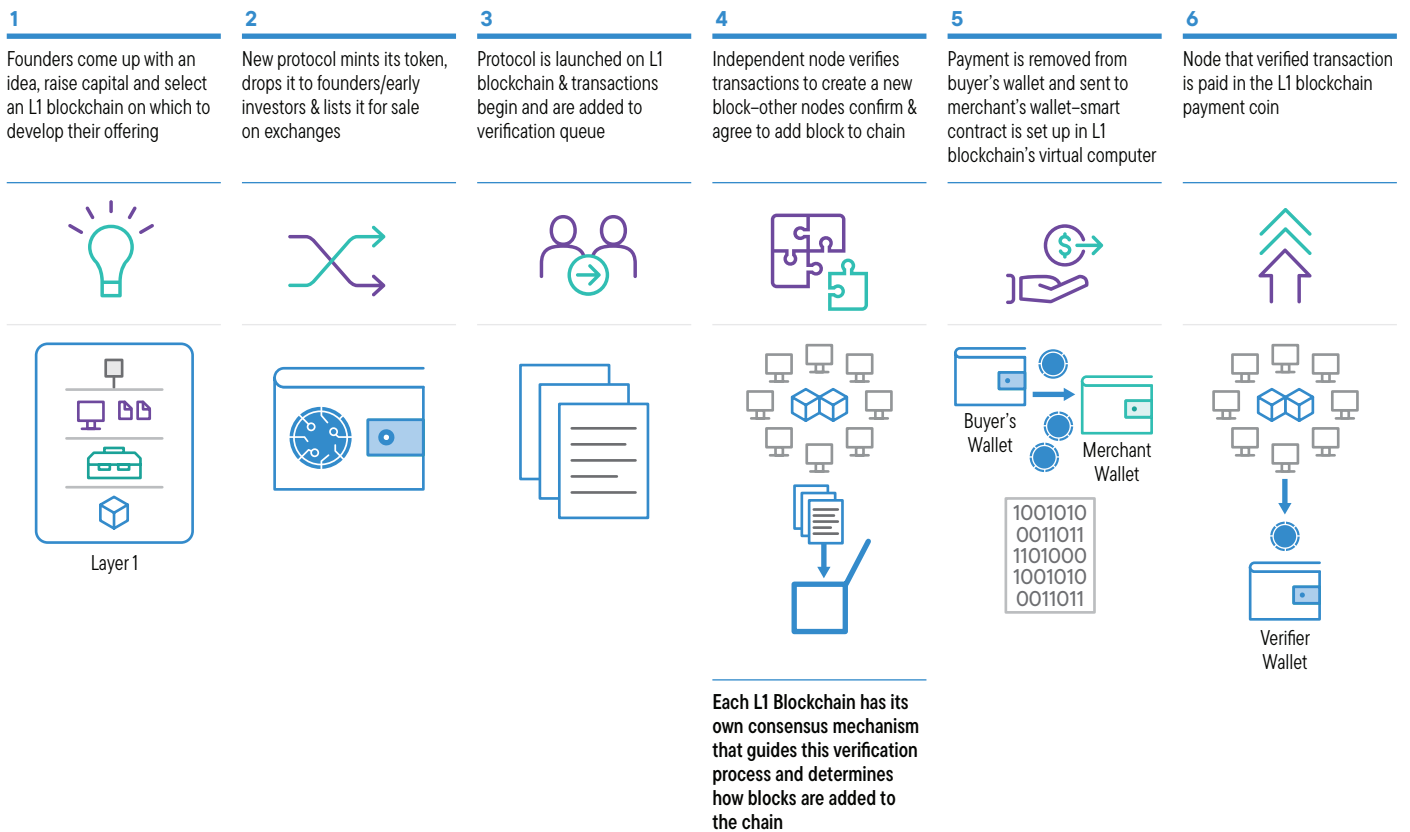 1
Founders come up with an
idea, raise capital and select
an L1 blockchain on which to
develop their offering
Layer 1
2
New protocol mints its token,
drops it to founders/early
investors & lists it for sale
on exchanges
3
Protocol is launched on L1
blockchain & transactions
begin and are added to
verification queue
4
Independent node verifies
transactions to create a new
block–other nodes confirm &
agree to add block to chain
Each L1 Blockchain has its
own consensus mechanism
that guides this verification
process and determines
how blocks are added to
the chain
5
Payment is removed from
buyer’s wallet and sent to
merchant’s wallet–smart
contract is set up in L1
blockchain’s virtual computer
Buyer’s
Wallet
Merchant
Wallet
1001010
0011011
1101000
1001010
0011011
6
Node that verified transaction
is paid in the L1 blockchain
payment coin
Verifier
Wallet